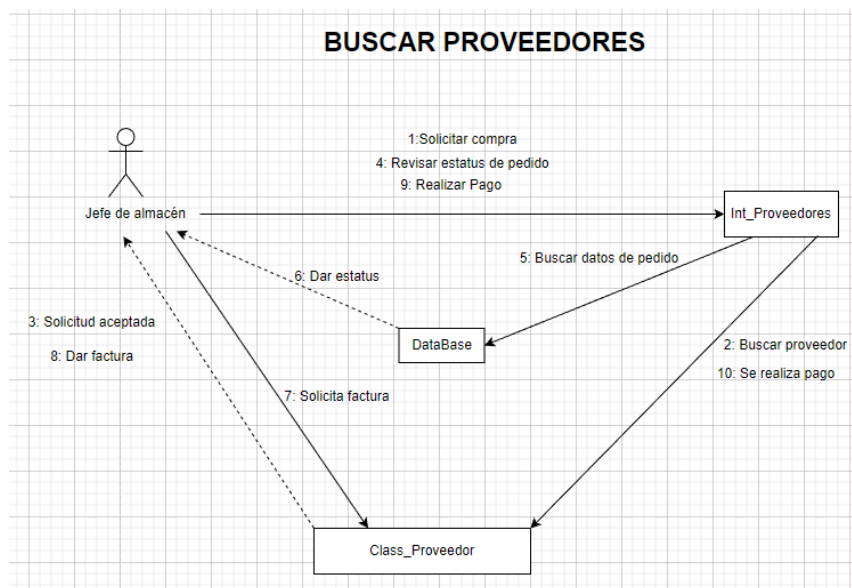 BUSCAR PROVEEDORES
1:Solicitar compra
4: Revisar estatus de pedido
9: Realizar Pago
Jefe de almacén
Int_Proveedores
5: Buscar datos de pedido
6: Dar estatus
3: Solicitud aceptada
8: Dar factura
DataBase
2: Buscar proveedor
10: Se realiza pago
7: Solicita factura
Class_Proveedor